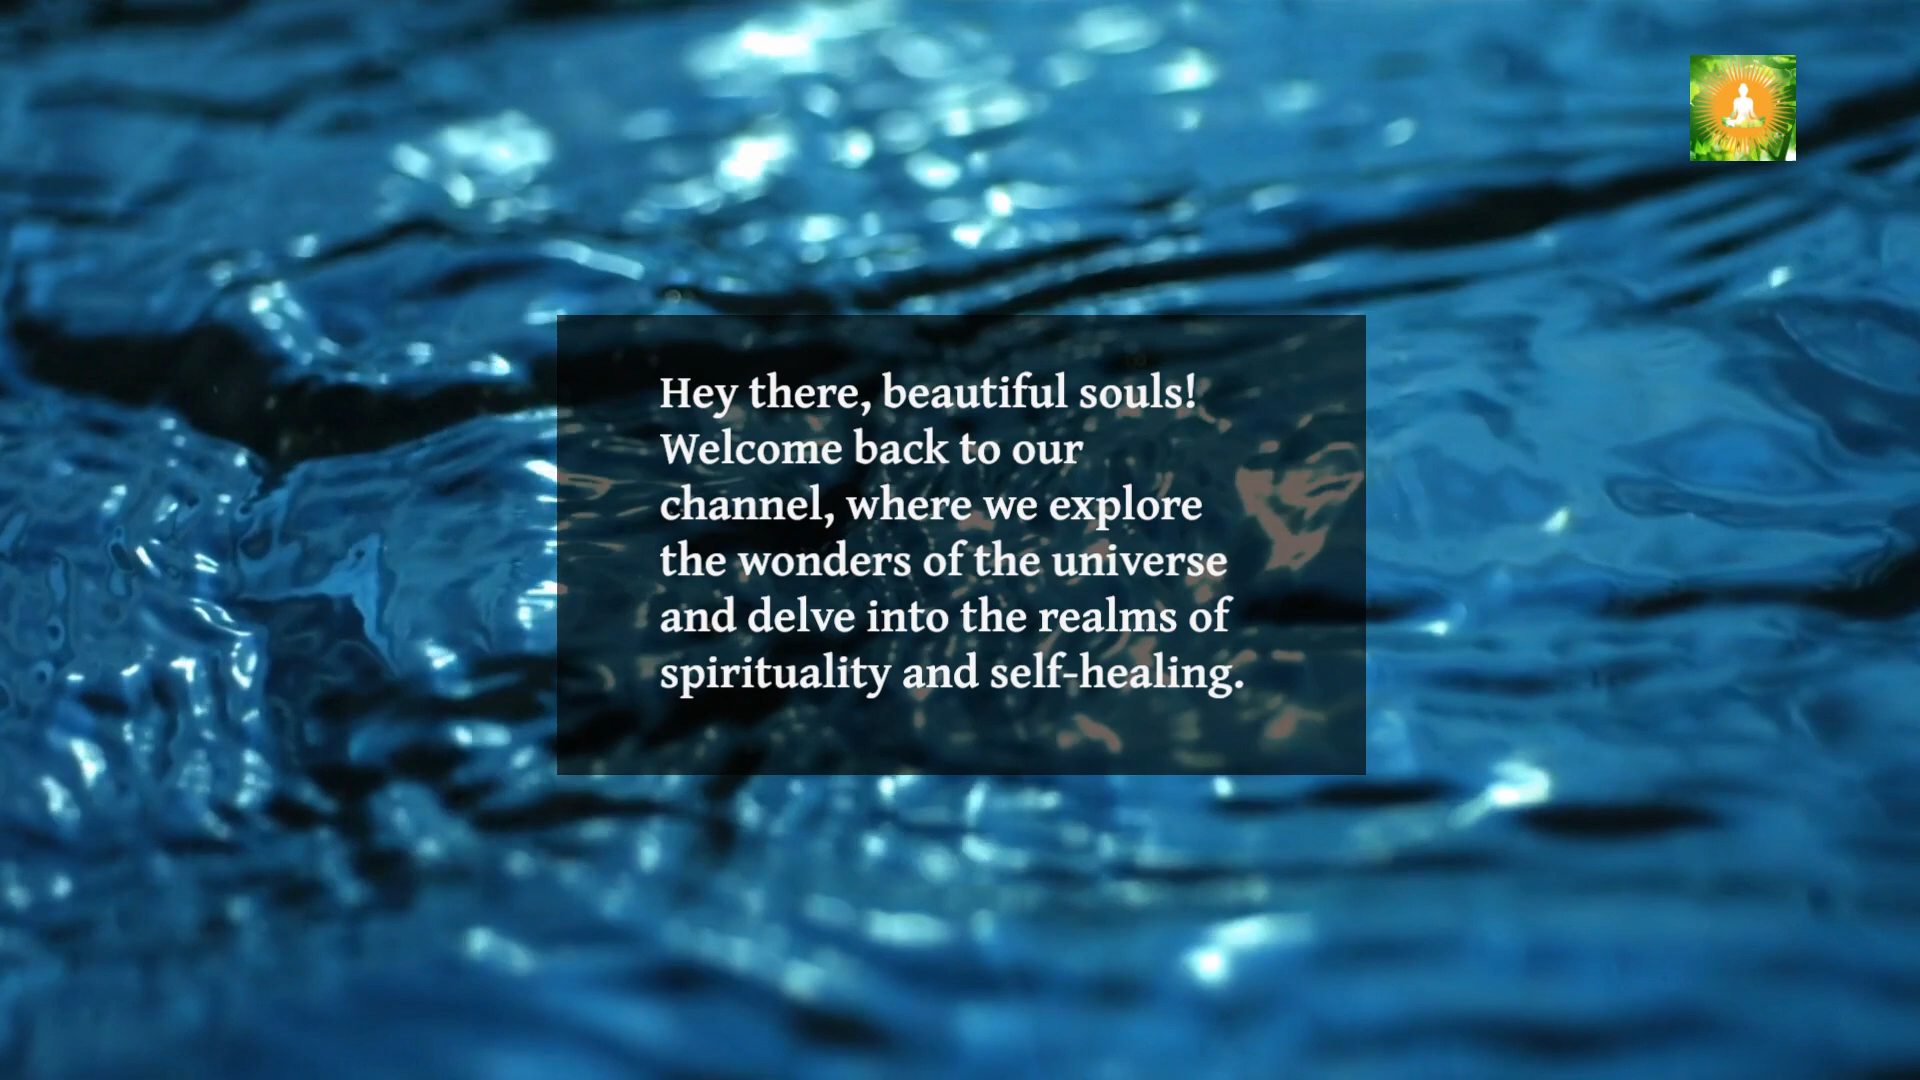 Hey there, beautiful souls!
Welcome back to our
channel, where we explore
the wonders of the universe
and delve into the realms of
spirituality and self-healing.